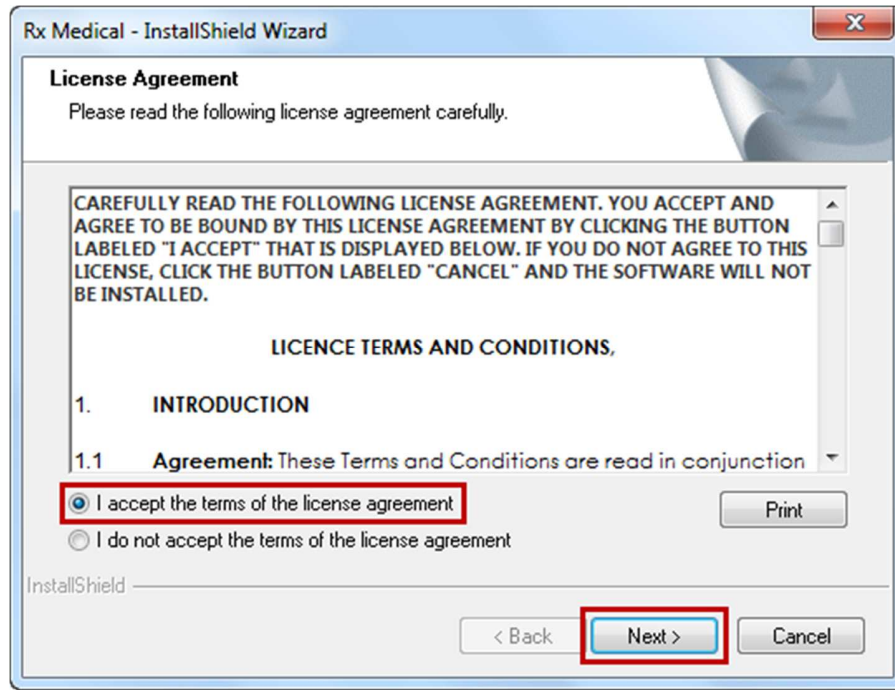 Rx Medical - InstallShield Wizard
License Agreement
Please read the following license agreement carefully.
CAREFULLY READ THE FOLLOWING LICENSE AGREEMENT. YOU ACCEPT AND
AGREE TO BE BOUND BY THIS LICENSE AGREEMENT BY CLICKING THE BUTTON
LABELED "I ACCEPT" THAT IS DISPLAYED BELOW. IF YOU DO NOT AGREE TO THIS
LICENSE, CLICK THE BUTTON LABELED "CANCEL" AND THE SOFTWARE WILL NOT
BE INSTALLED.
LICENCE TERMS AND CONDITIONS,
1. INTRODUCTION
1.1 Agreement: These Terms and Conditions are read in conjunction
I accept the terms of the license agreement
Print
I do not accept the terms of the license agreement
InstallShield
< Back Next > Cancel